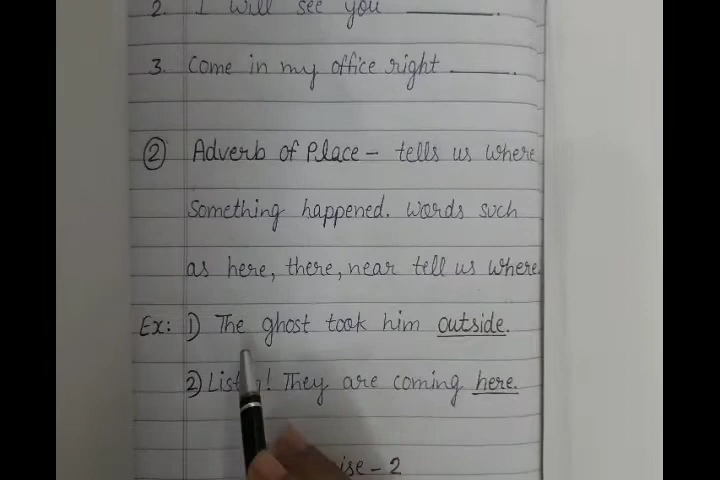 2. I will see you ______.
3. Come in my office right ______.
② Adverb of Place – tells us where
something happened. Words such
as here, there, near tell us where.
Ex: 1) The ghost took him outside.
2) They are coming here.
- 2